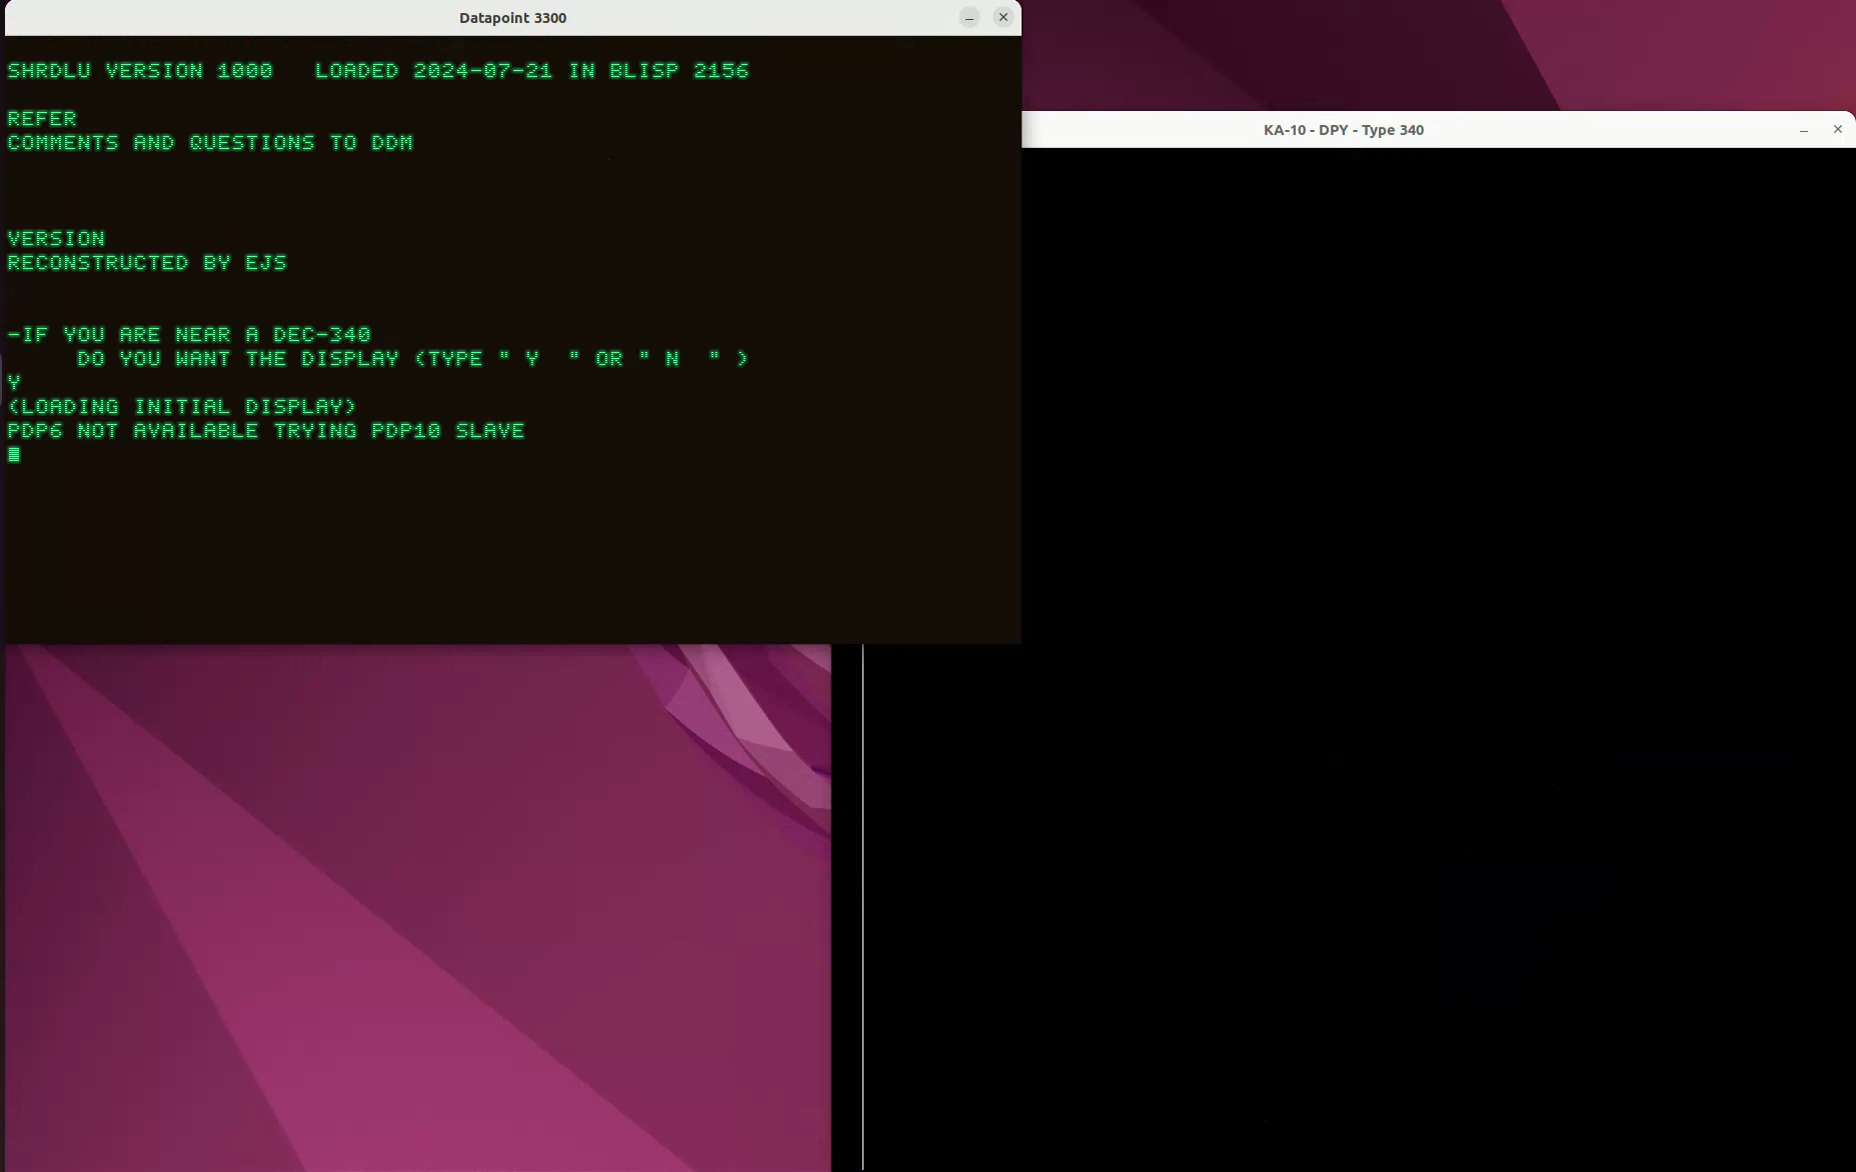 Datapoint 3300
SHRDLU VERSION 1000   LOADED 2024-07-21 IN BLISP 2156
REFER
COMMENTS AND QUESTIONS TO DDM
VERSION
RECONSTRUCTED BY EJS
-IF YOU ARE NEAR A DEC-340
     DO YOU WANT THE DISPLAY (TYPE " Y  " OR " N  " )
Y
(LOADING INITIAL DISPLAY)
PDP6 NOT AVAILABLE TRYING PDP10 SLAVE
KA-10 - DPY - Type 340